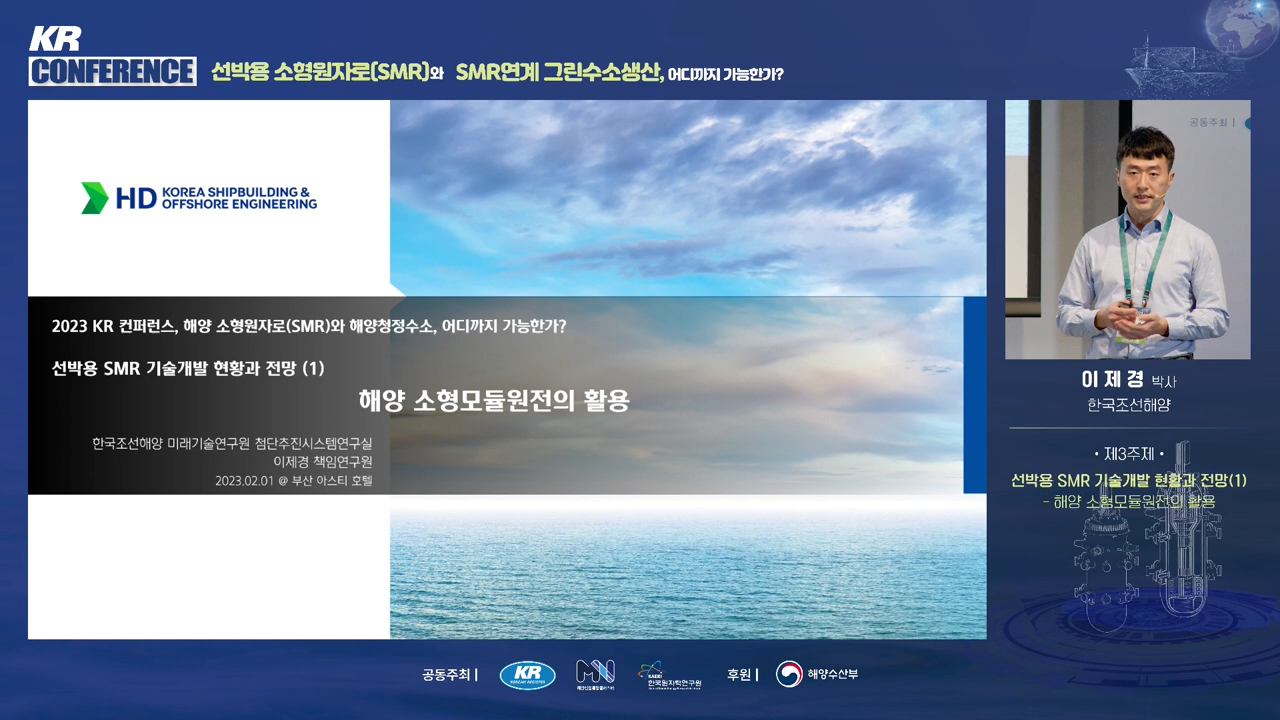 KR
CONFERENCE
선박용 소형원자로(SMR)와 SMR연계 그린수소생산, 어디까지 가능한가?
HD KOREA SHIPBUILDING &
OFFSHORE ENGINEERING
2023 KR 컨퍼런스, 해양 소형원자로(SMR)와 해양청정수소, 어디까지 가능한가?
선박용 SMR 기술개발 현황과 전망 (1)
해양 소형모듈원전의 활용
한국조선해양 미래기술연구원 첨단추진시스템연구실
이제경 책임연구원
2023.02.01 @ 부산 아스티 호텔
공동주최 |
이 제 경 박사
한국조선해양
• 제3주제 •
선박용 SMR 기술개발 현황과 전망(1)
- 해양 소형모듈원전의 활용
공동주최 |
KR
KOREAN REGISTER
KAERI
한국원자력연구원
후원 |
해양수산부